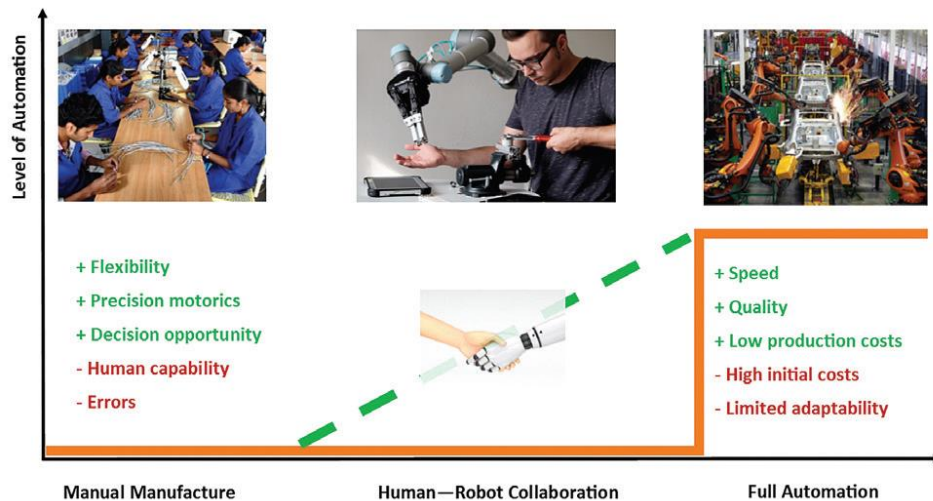 Level of Automation
+ Flexibility
+ Precision motorics
+ Decision opportunity
- Human capability
- Errors
+ Speed
+ Quality
+ Low production costs
- High initial costs
- Limited adaptability
Manual Manufacture
Human—Robot Collaboration
Full Automation